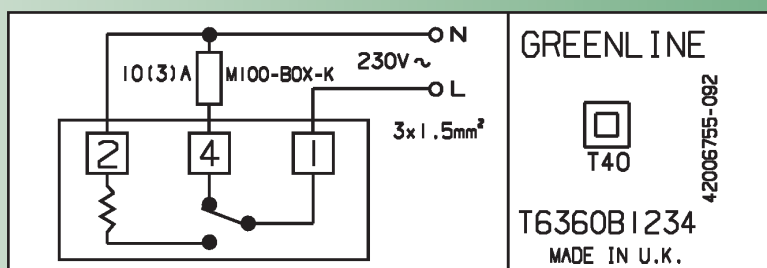 N
10(3)A
M100-BOX-K
230V~
L
3x1.5mm²
2
4
1
GREENLINE
T40
42006755-092
T6360B1234
MADE IN U.K.